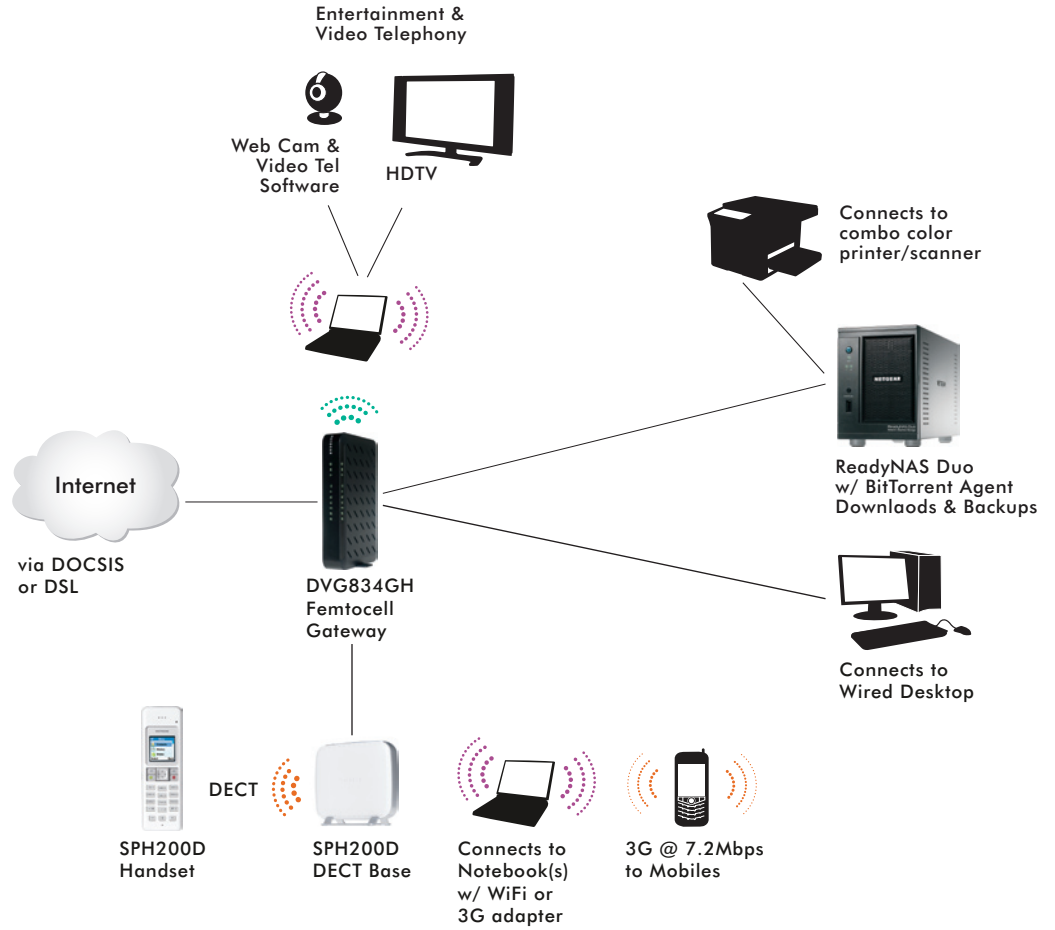 Entertainment &
Video Telephony
Web Cam &
Video Tel
Software
HDTV
Connects to
combo color
printer/scanner
NETGEAR
ReadyNAS Duo
w/ BitTorrent Agent
Downlaods & Backups
Internet
via DOCSIS
or DSL
DVG834GH
Femtocell
Gateway
Connects to
Wired Desktop
DECT
SPH200D
Handset
SPH200D
DECT Base
Connects to
Notebook(s)
w/ WiFi or
3G adapter
3G @ 7.2Mbps
to Mobiles